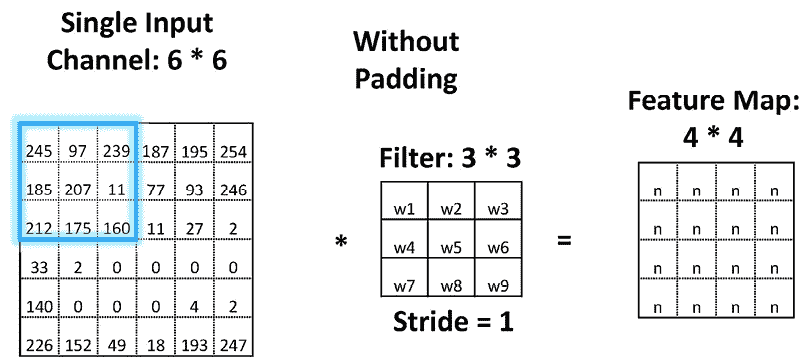 Single Input
Channel: 6 * 6
245 97 239 187 195 254
185 207 11 77 93 246
212 175 160 11 27 2
33 2 0 0 0 0
140 0 0 0 4 2
226 152 49 18 193 247
Without
Padding
*
Filter: 3 * 3
w1 w2 w3
w4 w5 w6
w7 w8 w9
Stride = 1
=
Feature Map:
4 * 4
n n n n
n n n n
n n n n
n n n n